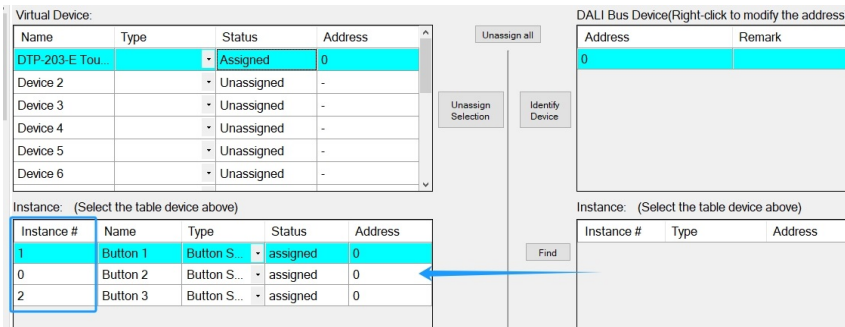 Virtual Device:
DALI Bus Device(Right-click to modify the address
Name Type Status Address
Unassign all
Address Remark
DTP-203-E Tou... Assigned 0
0
Device 2 Unassigned -
Device 3 Unassigned -
Unassign Selection
Identify Device
Device 4 Unassigned -
Device 5 Unassigned -
Device 6 Unassigned -
Instance: (Select the table device above)
Instance: (Select the table device above)
Instance # Name Type Status Address
Instance # Type Address
1 Button 1 Button S... assigned 0
Find
0 Button 2 Button S... assigned 0
2 Button 3 Button S... assigned 0